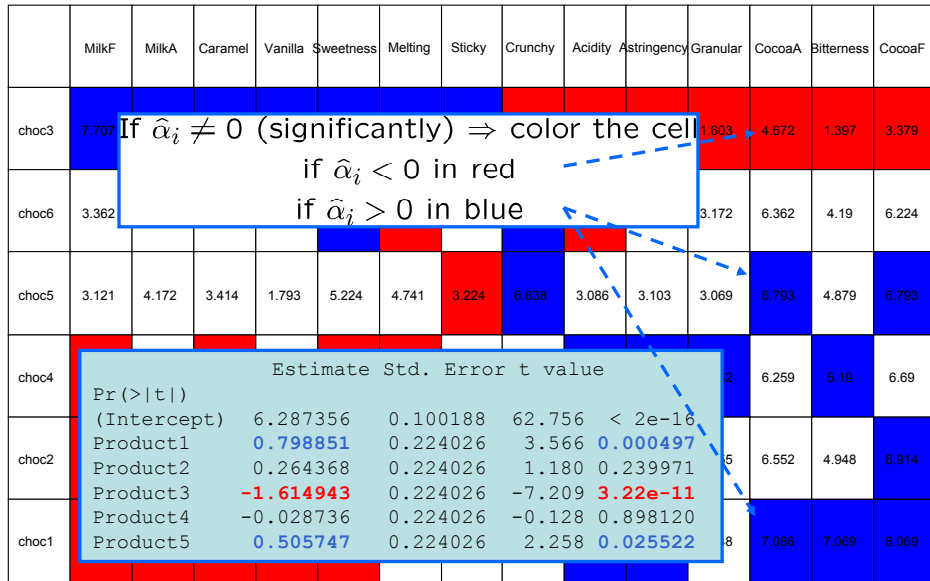 MilkF MilkA Caramel Vanilla Sweetness Melting Sticky Crunchy Acidity Astringency Granular CocoaA Bitterness CocoaF
choc3 7.707 1.603 4.672 1.397 3.379
If α̂i ≠ 0 (significantly) ⇒ color the cell
if α̂i < 0 in red
if α̂i > 0 in blue
choc6 3.362 3.172 6.362 4.19 6.224
choc5 3.121 4.172 3.414 1.793 5.224 4.741 3.224 6.638 3.086 3.103 3.069 6.793 4.879 6.793
choc4 6.259 5.19 6.69
Estimate Std. Error t value
Pr(>|t|)
(Intercept) 6.287356 0.100188 62.756 < 2e-16
Product1 0.798851 0.224026 3.566 0.000497
Product2 0.264368 0.224026 1.180 0.239971
Product3 -1.614943 0.224026 -7.209 3.22e-11
Product4 -0.028736 0.224026 -0.128 0.898120
Product5 0.505747 0.224026 2.258 0.025522
choc2 6.552 4.948 6.914
choc1 7.086 7.069 8.069